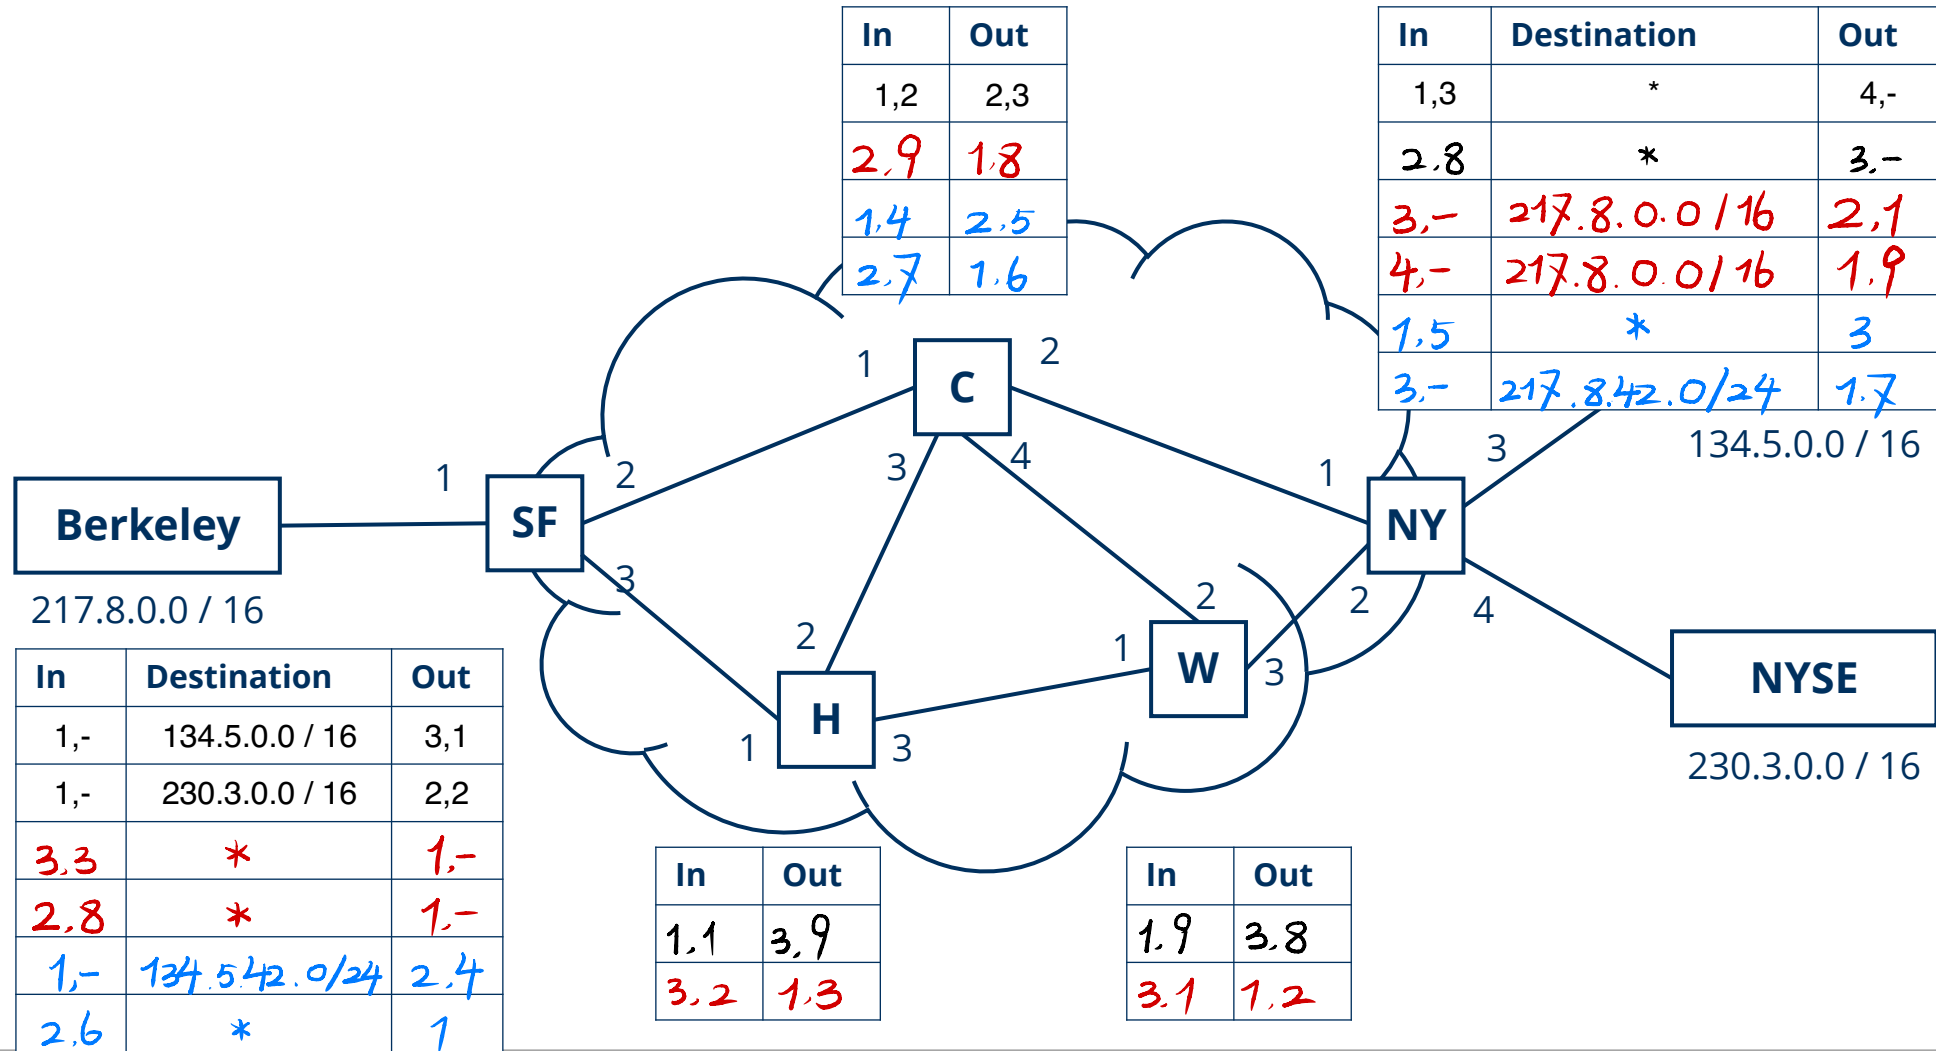 In Out
1,2 2,3
2,9 1,8
1,4 2,5
2,7 1,6
In Destination Out
1,3 * 4,-
2,8 * 3,-
3,- 217.8.0.0/16 2,1
4,- 217.8.0.0/16 1,9
1,5 * 3
3,- 217.8.42.0/24 1,7
134.5.0.0 / 16
C
1
2
3
4
Berkeley
217.8.0.0 / 16
SF
1
2
3
NY
1
2
3
4
H
1
2
3
W
1
2
3
NYSE
230.3.0.0 / 16
In Destination Out
1,- 134.5.0.0 / 16 3,1
1,- 230.3.0.0 / 16 2,2
3,3 * 1,-
2,8 * 1,-
1,- 134.5.42.0/24 2,4
2,6 * 1
In Out
1,1 3,9
3,2 1,3
In Out
1,9 3,8
3,1 1,2